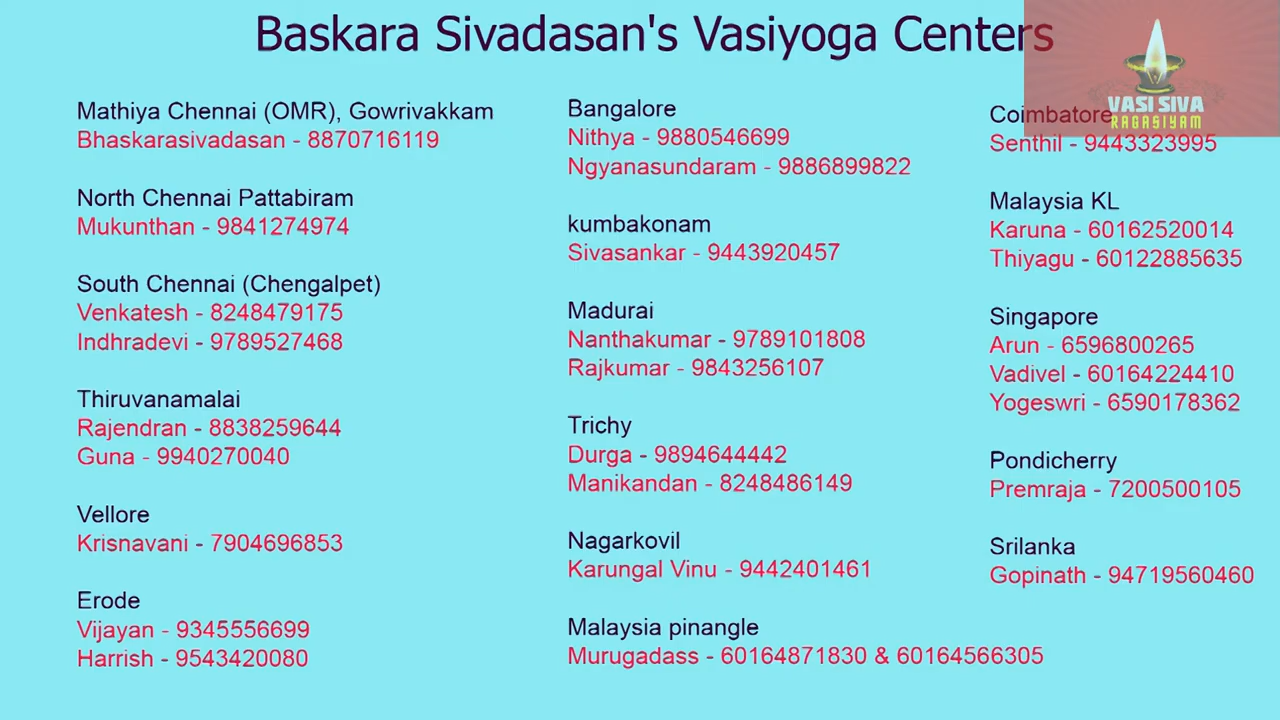 Baskara Sivadasan's Vasiyoga Centers
Mathiya Chennai (OMR), Gowrivakkam
Bhaskarasivadasan - 8870716119
North Chennai Pattabiram
Mukunthan - 9841274974
South Chennai (Chengalpet)
Venkatesh - 8248479175
Indhradevi - 9789527468
Thiruvanamalai
Rajendran - 8838259644
Guna - 9940270040
Vellore
Krisnavani - 7904696853
Erode
Vijayan - 9345556699
Harrish - 9543420080
Bangalore
Nithya - 9880546699
Ngyanasundaram - 9886899822
kumbakonam
Sivasankar - 9443920457
Madurai
Nanthakumar - 9789101808
Rajkumar - 9843256107
Trichy
Durga - 9894644442
Manikandan - 8248486149
Nagarkovil
Karungal Vinu - 9442401461
Malaysia pinangle
Murugadass - 60164871830 & 60164566305
VASI SIVA
RAGASIYAM
Coimbatore
Senthil - 9443323995
Malaysia KL
Karuna - 60162520014
Thiyagu - 60122885635
Singapore
Arun - 6596800265
Vadivel - 60164224410
Yogeswri - 6590178362
Pondicherry
Premraja - 7200500105
Srilanka
Gopinath - 94719560460